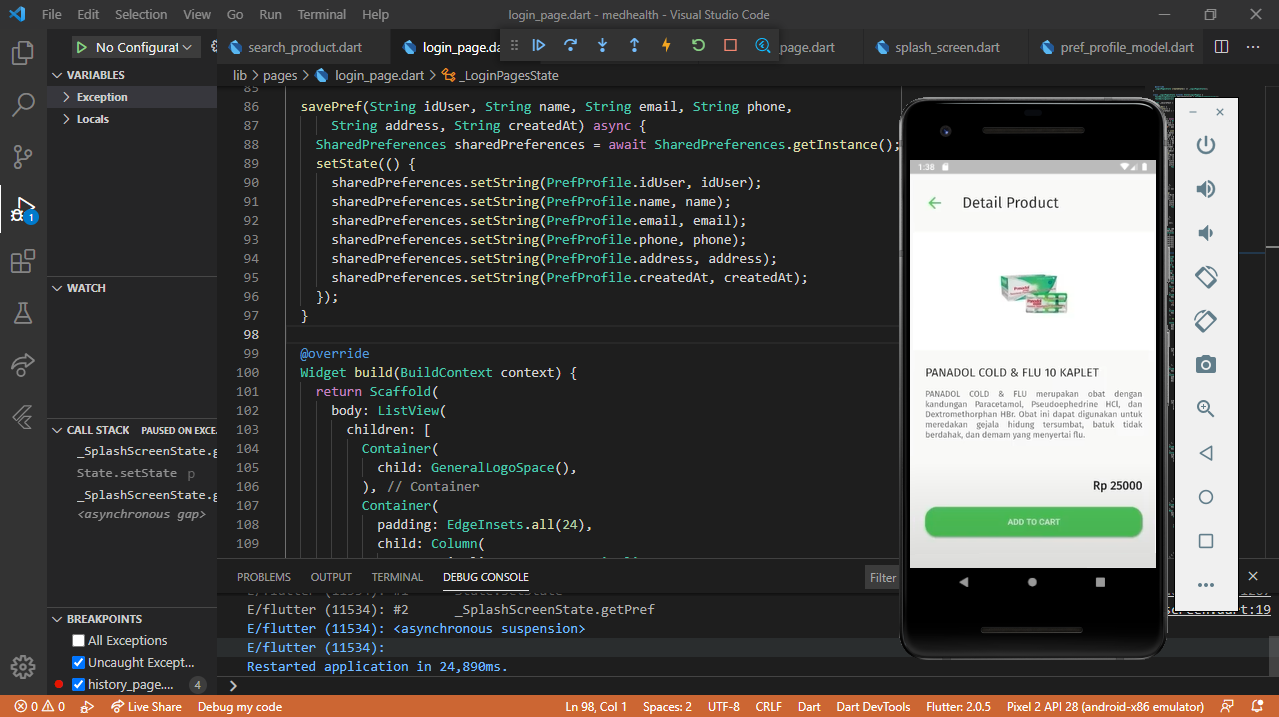 File Edit Selection View Go Run Terminal Help login_page.dart - medhealth - Visual Studio Code
No Configurat
search_product.dart login_page.da page.dart splash_screen.dart pref_profile_model.dart
VARIABLES
Exception
Locals
WATCH
CALL STACK PAUSED ON EXCE.
_SplashScreenState.g
State.setState p
_SplashScreenState.g
<asynchronous gap>
BREAKPOINTS
All Exceptions
Uncaught Except...
history_page.... 4
1
lib > pages > login_page.dart > _LoginPagesState
85
86 savePref(String idUser, String name, String email, String phone,
87 String address, String createdAt) async {
88 SharedPreferences sharedPreferences = await SharedPreferences.getInstance();
89 setState(() {
90 sharedPreferences.setString(PrefProfile.idUser, idUser);
91 sharedPreferences.setString(PrefProfile.name, name);
92 sharedPreferences.setString(PrefProfile.email, email);
93 sharedPreferences.setString(PrefProfile.phone, phone);
94 sharedPreferences.setString(PrefProfile.address, address);
95 sharedPreferences.setString(PrefProfile.createdAt, createdAt);
96 });
97 }
98
99 @override
100 Widget build(BuildContext context) {
101 return Scaffold(
102 body: ListView(
103 children: [
104 Container(
105 child: GeneralLogoSpace(),
106 ), // Container
107 Container(
108 padding: EdgeInsets.all(24),
109 child: Column(
PROBLEMS OUTPUT TERMINAL DEBUG CONSOLE Filter
E/flutter (11534): #1 State.setState
E/flutter (11534): #2 _SplashScreenState.getPref
screen.dart:19
E/flutter (11534): <asynchronous suspension>
E/flutter (11534):
Restarted application in 24,890ms.
1:38
Detail Product
Panadol
PANADOL COLD & FLU 10 KAPLET
PANADOL COLD & FLU merupakan obat dengan
kandungan Paracetamol, Pseudoephedrine HCl, dan
Dextromethorphan HBr. Obat ini dapat digunakan untuk
meredakan gejala hidung tersumbat, batuk tidak
berdahak, dan demam yang menyertai flu.
Rp 25000
ADD TO CART
0 0 Live Share Debug my code Ln 98, Col 1 Spaces: 2 UTF-8 CRLF Dart Dart DevTools Flutter: 2.0.5 Pixel 2 API 28 (android-x86 emulator)